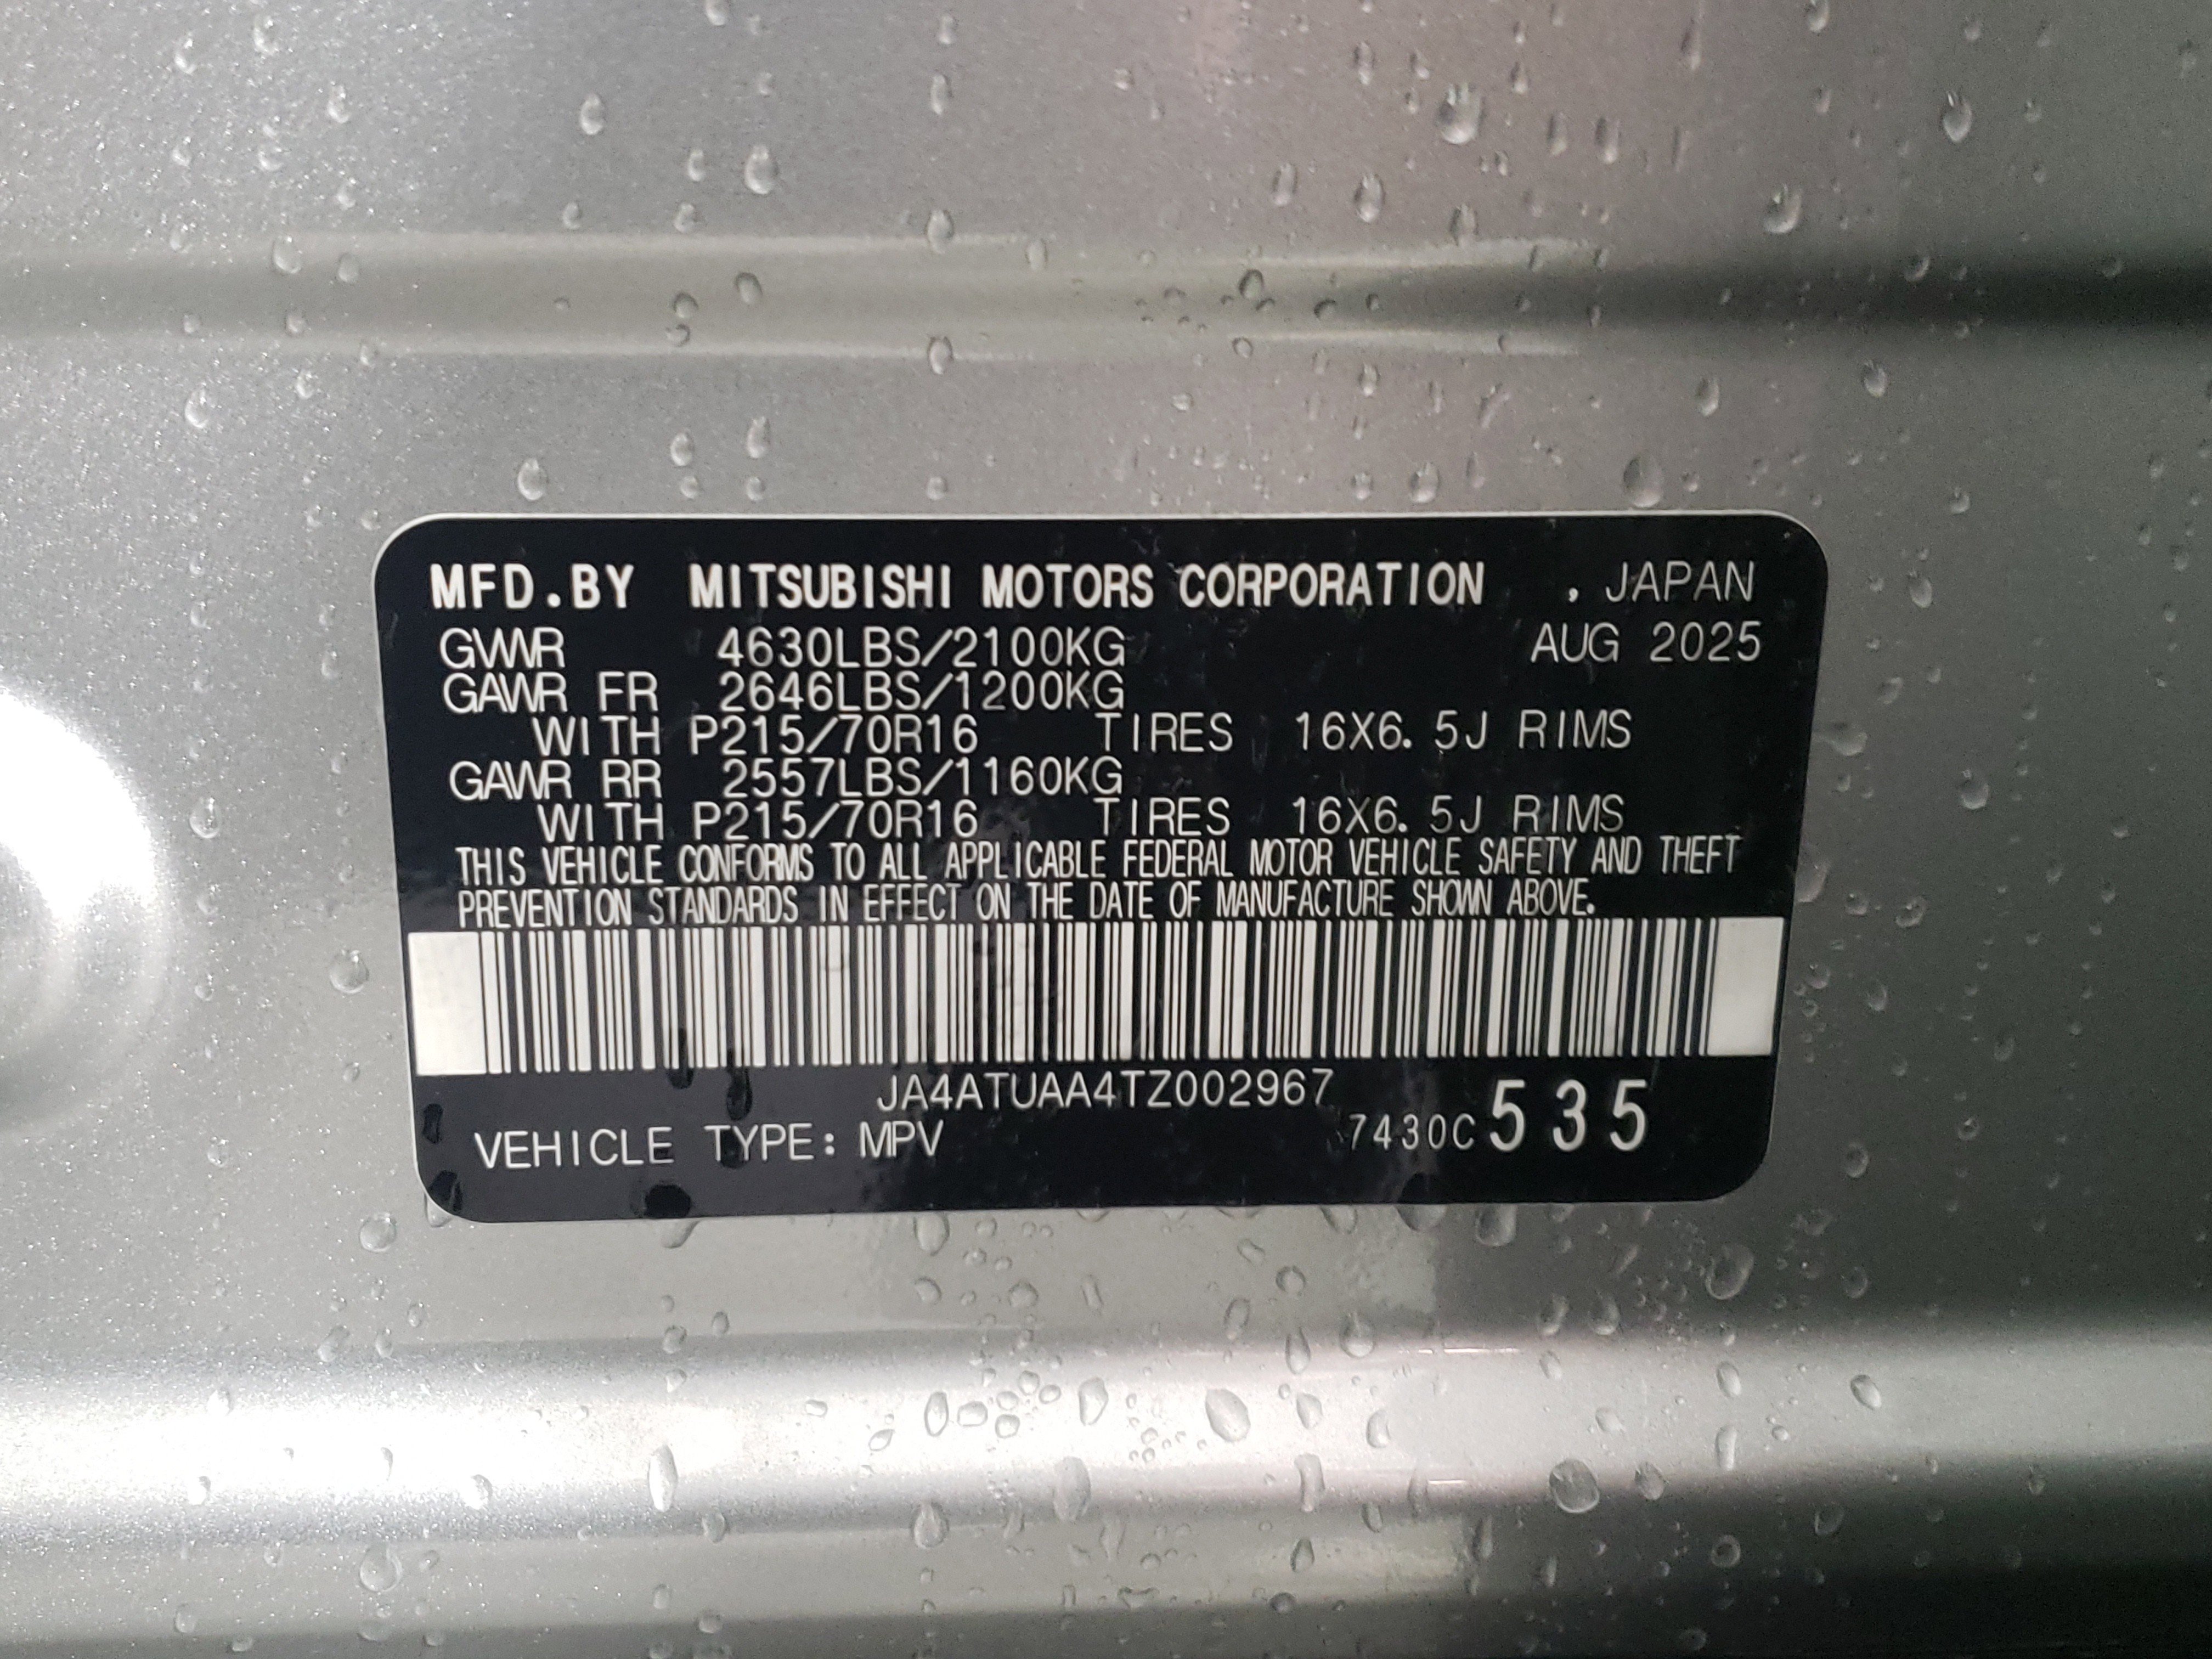 MFD.BY MITSUBISHI MOTORS CORPORATION , JAPAN
GVWR 4630LBS/2100KG AUG 2025
GAWR FR 2646LBS/1200KG
WITH P215/70R16 TIRES 16X6.5J RIMS
GAWR RR 2557LBS/1160KG
WITH P215/70R16 TIRES 16X6.5J RIMS
THIS VEHICLE CONFORMS TO ALL APPLICABLE FEDERAL MOTOR VEHICLE SAFETY AND THEFT
PREVENTION STANDARDS IN EFFECT ON THE DATE OF MANUFACTURE SHOWN ABOVE.
JA4ATUAA4TZ002967
VEHICLE TYPE: MPV 7430C 535